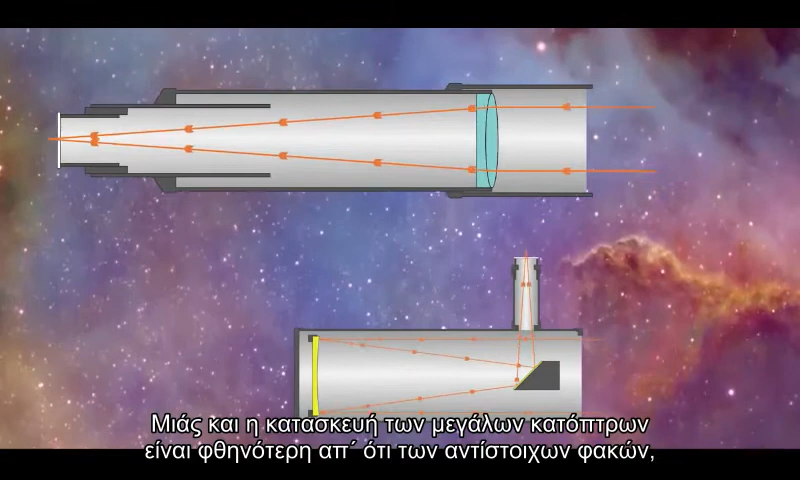 Μιάς και η κατασκευή των μεγάλων κατόπτρων
είναι φθηνότερη απ΄ ότι των αντίστοιχων φακών,